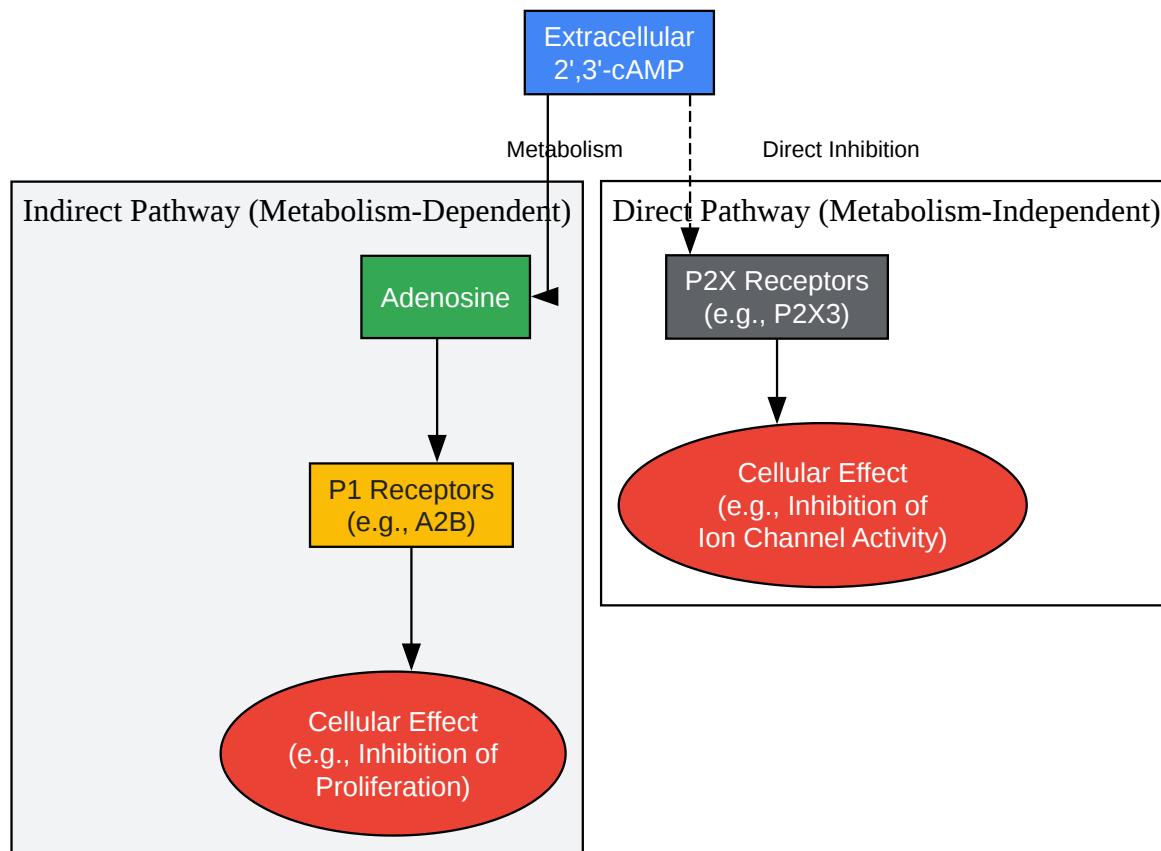 Extracellular
2',3'-cAMP
Metabolism
Direct Inhibition
Indirect Pathway (Metabolism-Dependent)
Direct Pathway (Metabolism-Independent)
Adenosine
P2X Receptors
(e.g., P2X3)
P1 Receptors
(e.g., A2B)
Cellular Effect
(e.g., Inhibition of
Ion Channel Activity)
Cellular Effect
(e.g., Inhibition of
Proliferation)